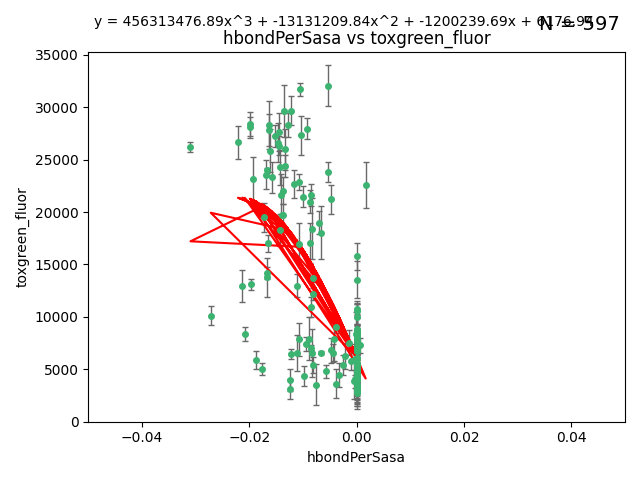 y = 456313476.89x^3 + -13131209.84x^2 + -1200239.69x +
N = 597
hbondPerSasa vs toxgreen_fluor
35000
30000
25000
20000
15000
10000
5000
0
toxgreen_fluor
−0.04
−0.02
0.00
0.02
0.04
hbondPerSasa